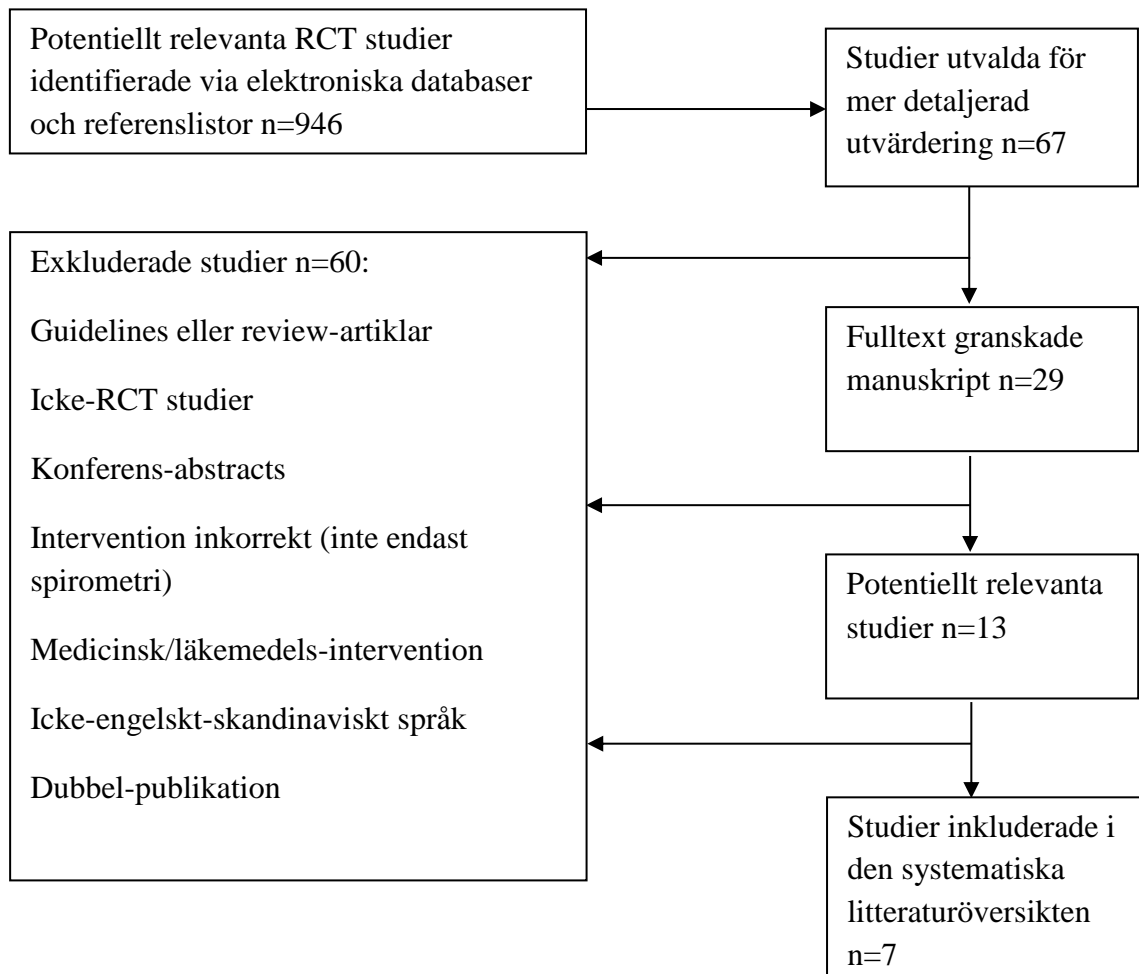 Potentiellt relevanta RCT studier
identifierade via elektroniska databaser
och referenslistor n=946
Studier utvalda för
mer detaljerad
utvärdering n=67
Exkluderade studier n=60:
Guidelines eller review-artiklar
Icke-RCT studier
Konferens-abstracts
Intervention inkorrekt (inte endast
spirometri)
Medicinsk/läkemedels-intervention
Icke-engelskt-skandinaviskt språk
Dubbel-publikation
Fulltext granskade
manuskript n=29
Potentiellt relevanta
studier n=13
Studier inkluderade i
den systematiska
litteraturöversikten
n=7